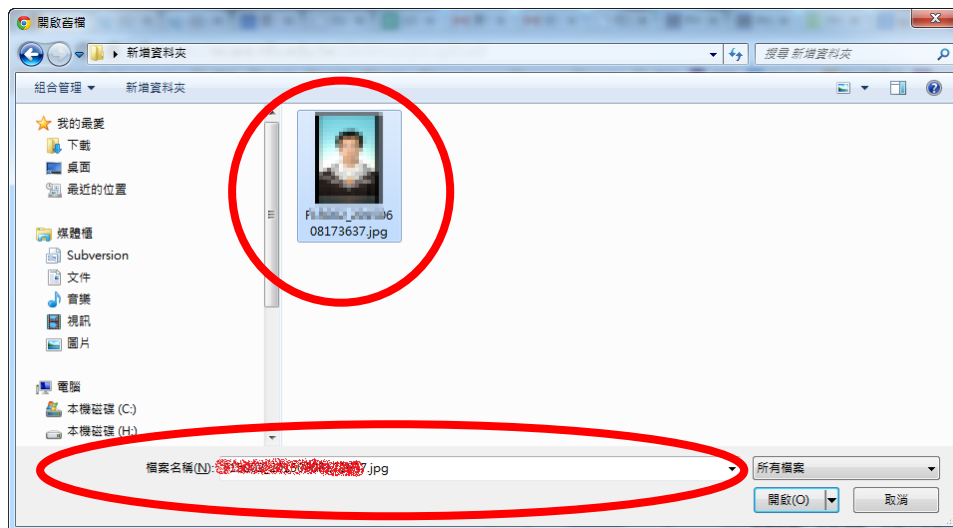 開啟舊檔
新增資料夾
搜尋 新增資料夾
組合管理
新增資料夾
我的最愛
下載
桌面
最近的位置
媒體櫃
Subversion
文件
音樂
視訊
圖片
電腦
本機磁碟 (C:)
本機磁碟 (H:)
08173637.jpg
檔案名稱(N):
7.jpg
所有檔案
開啟(O)
取消